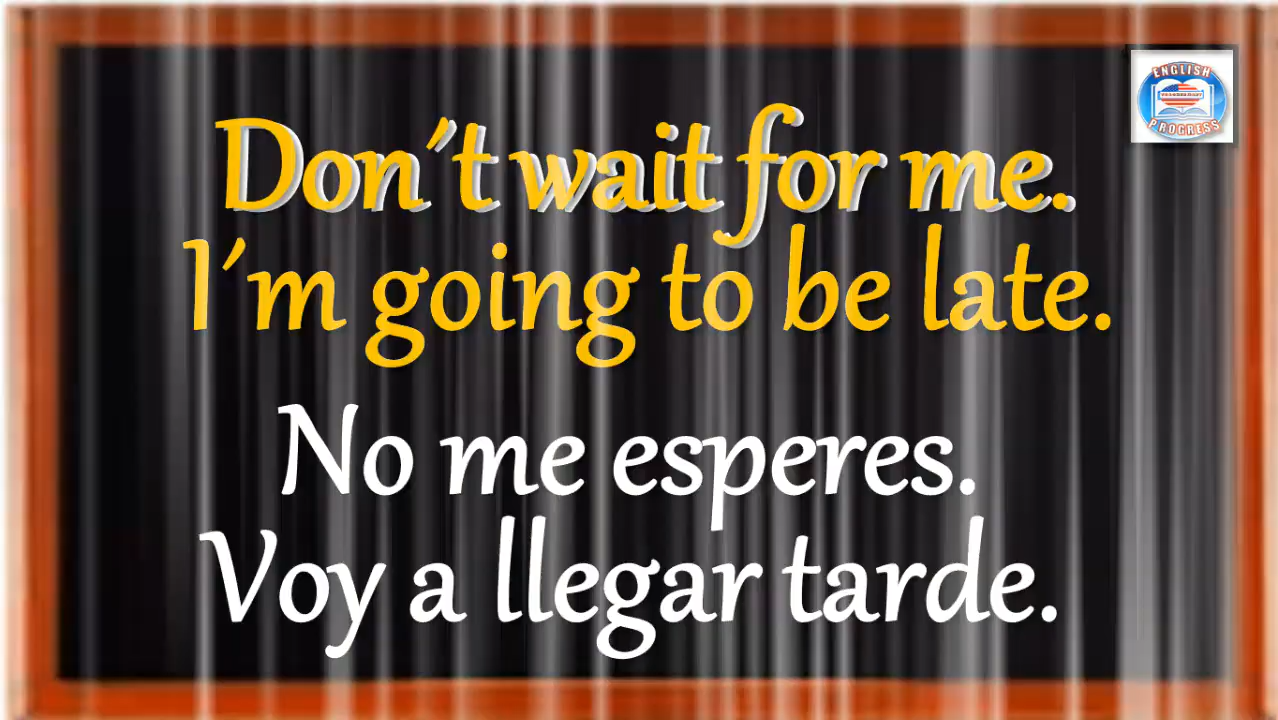 Don´t wait for me.
I´m going to be late.
No me esperes.
Voy a llegar tarde.
ENGLISH
PROGRESS